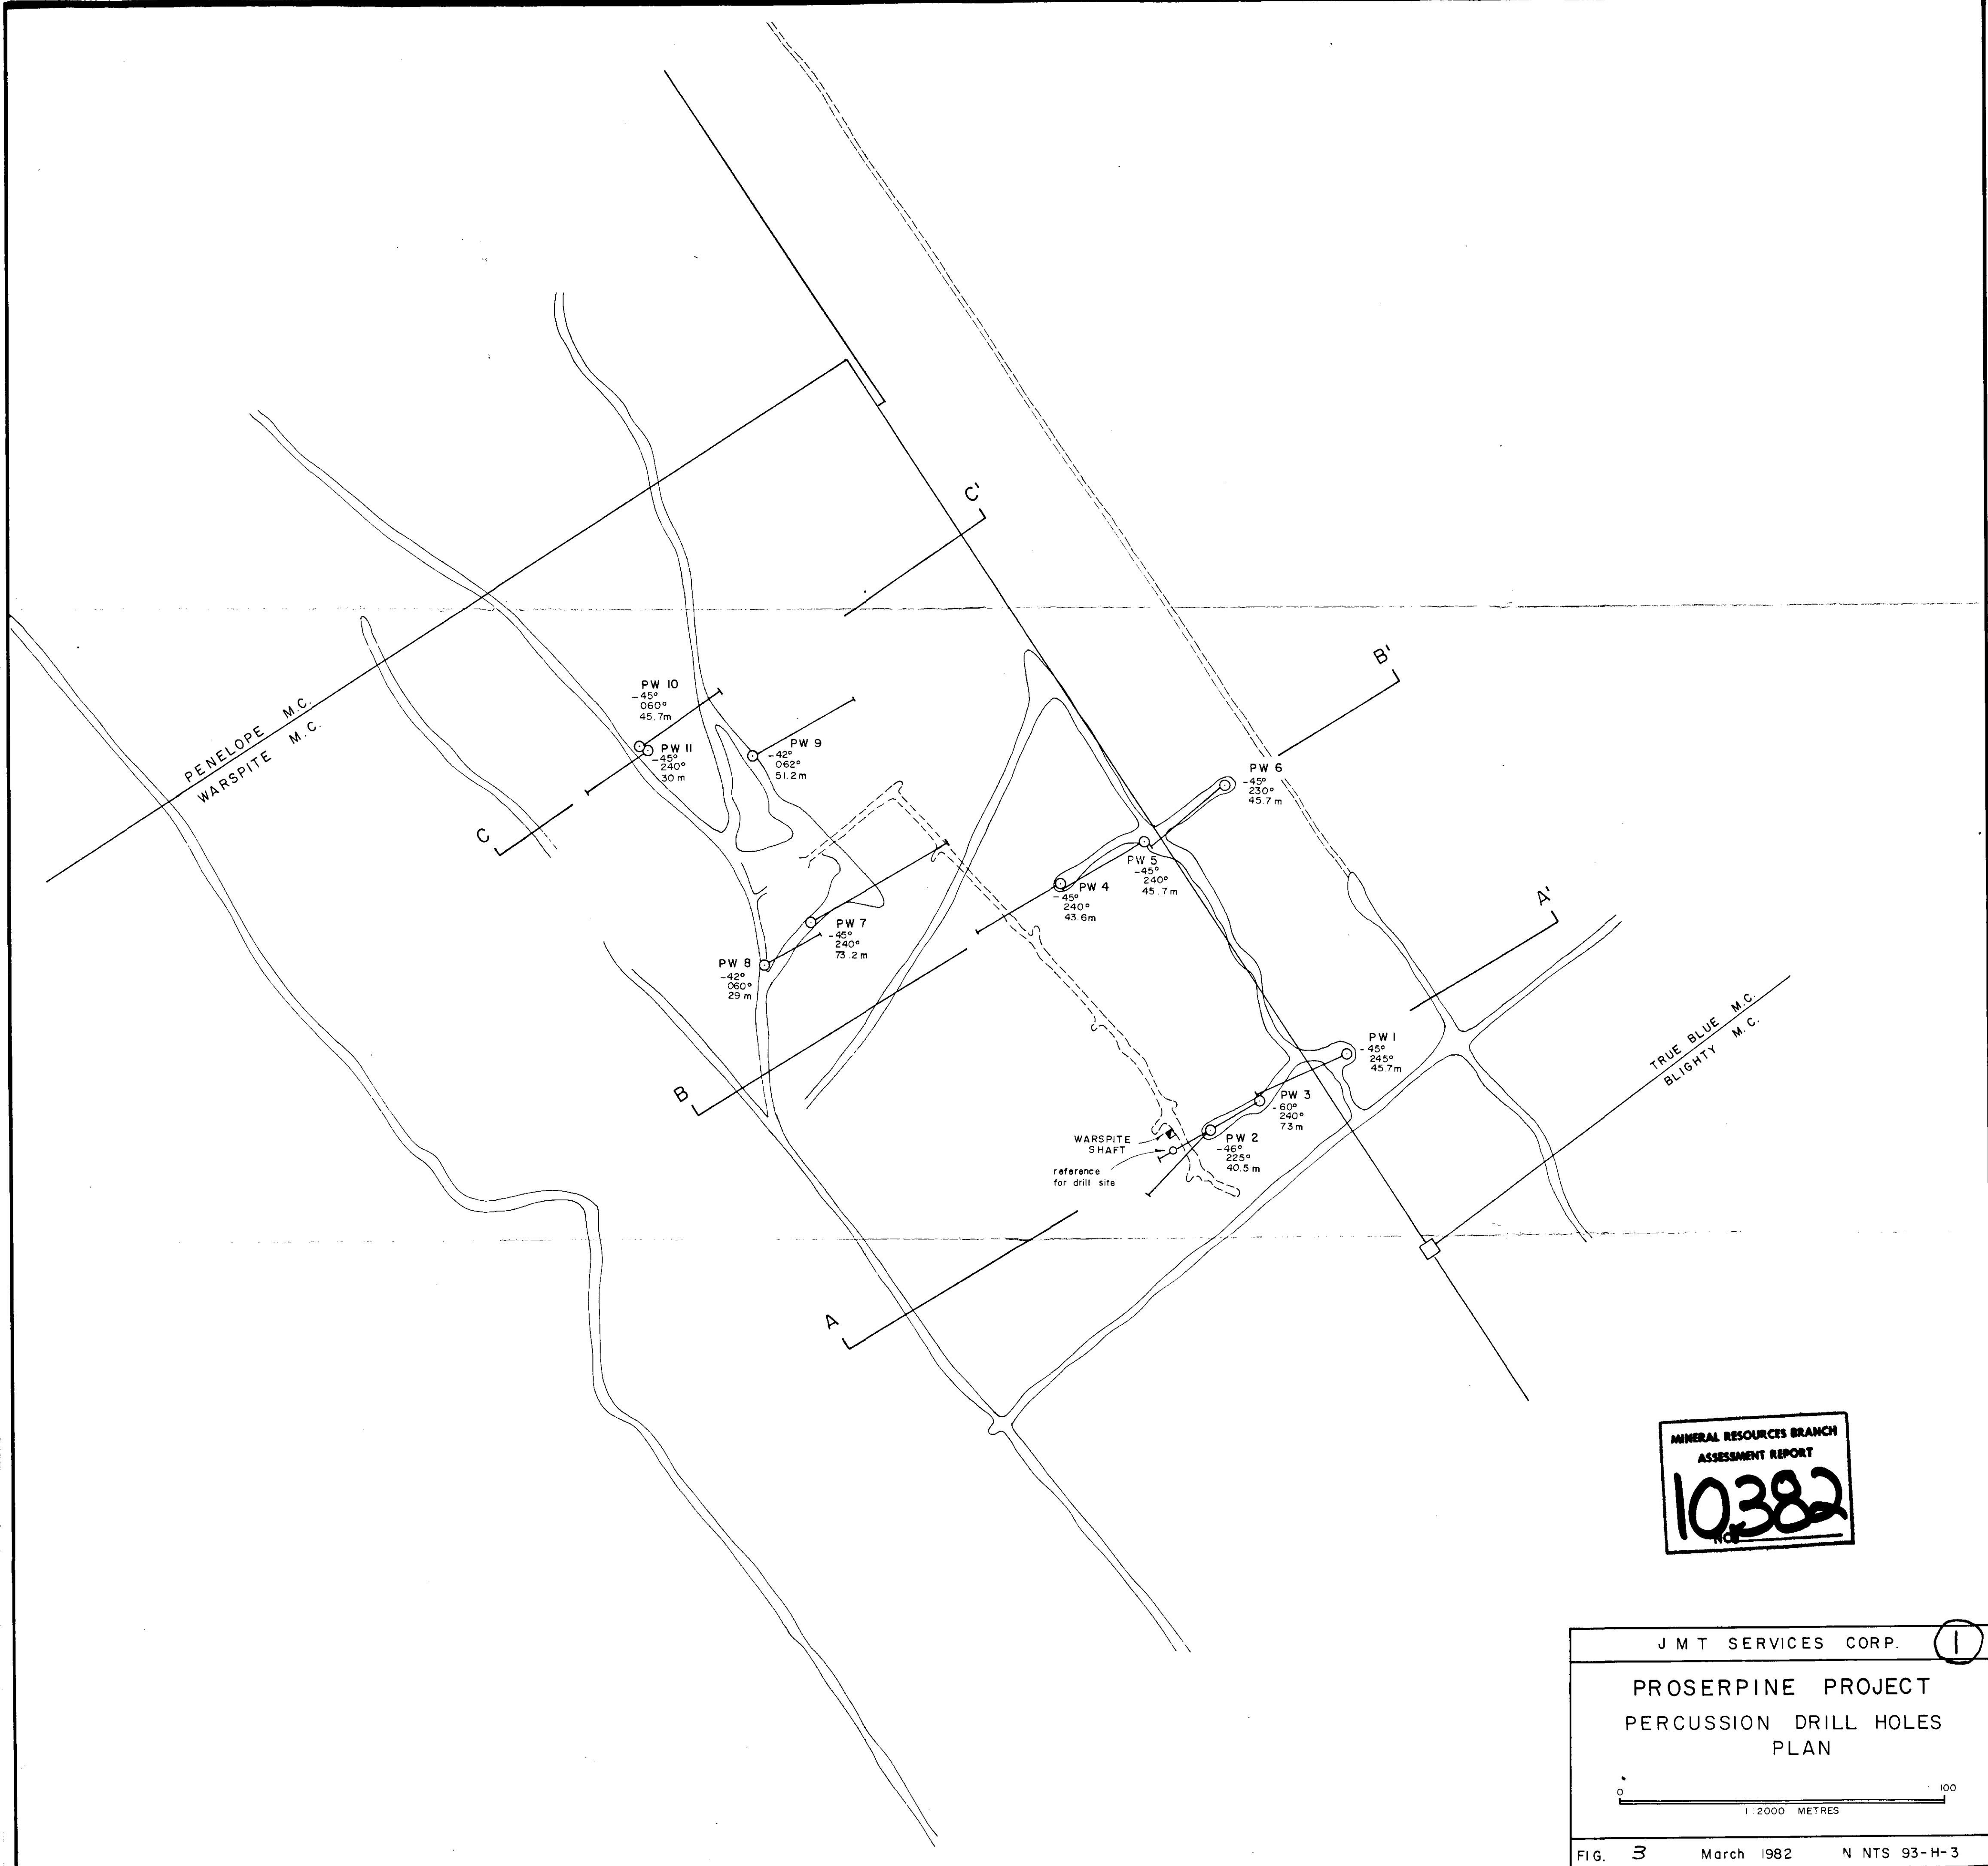 C'
B'
PENELOPE M.C.
WARSPITE M.C.
PW 10
-45°
060°
45.7m
PW 11
-45°
240°
30 m
PW 9
-42°
062°
51.2m
PW 6
-45°
230°
45.7m
C
PW 5
-45°
240°
45.7m
PW 4
-45°
240°
43.6m
A'
PW 7
-45°
240°
73.2m
PW 8
-42°
060°
29 m
TRUE BLUE M.C.
BLIGHTY M.C.
PW 1
-45°
245°
45.7m
B
PW 3
-60°
240°
73m
PW 2
-46°
225°
40.5m
WARSPITE
SHAFT
reference
for drill site
A
MINERAL RESOURCES BRANCH
ASSESSMENT REPORT
10382
NO
JMT SERVICES CORP.
1
PROSERPINE PROJECT
PERCUSSION DRILL HOLES
PLAN
0 100
1:2000 METRES
FIG. 3 March 1982 N NTS 93-H-3